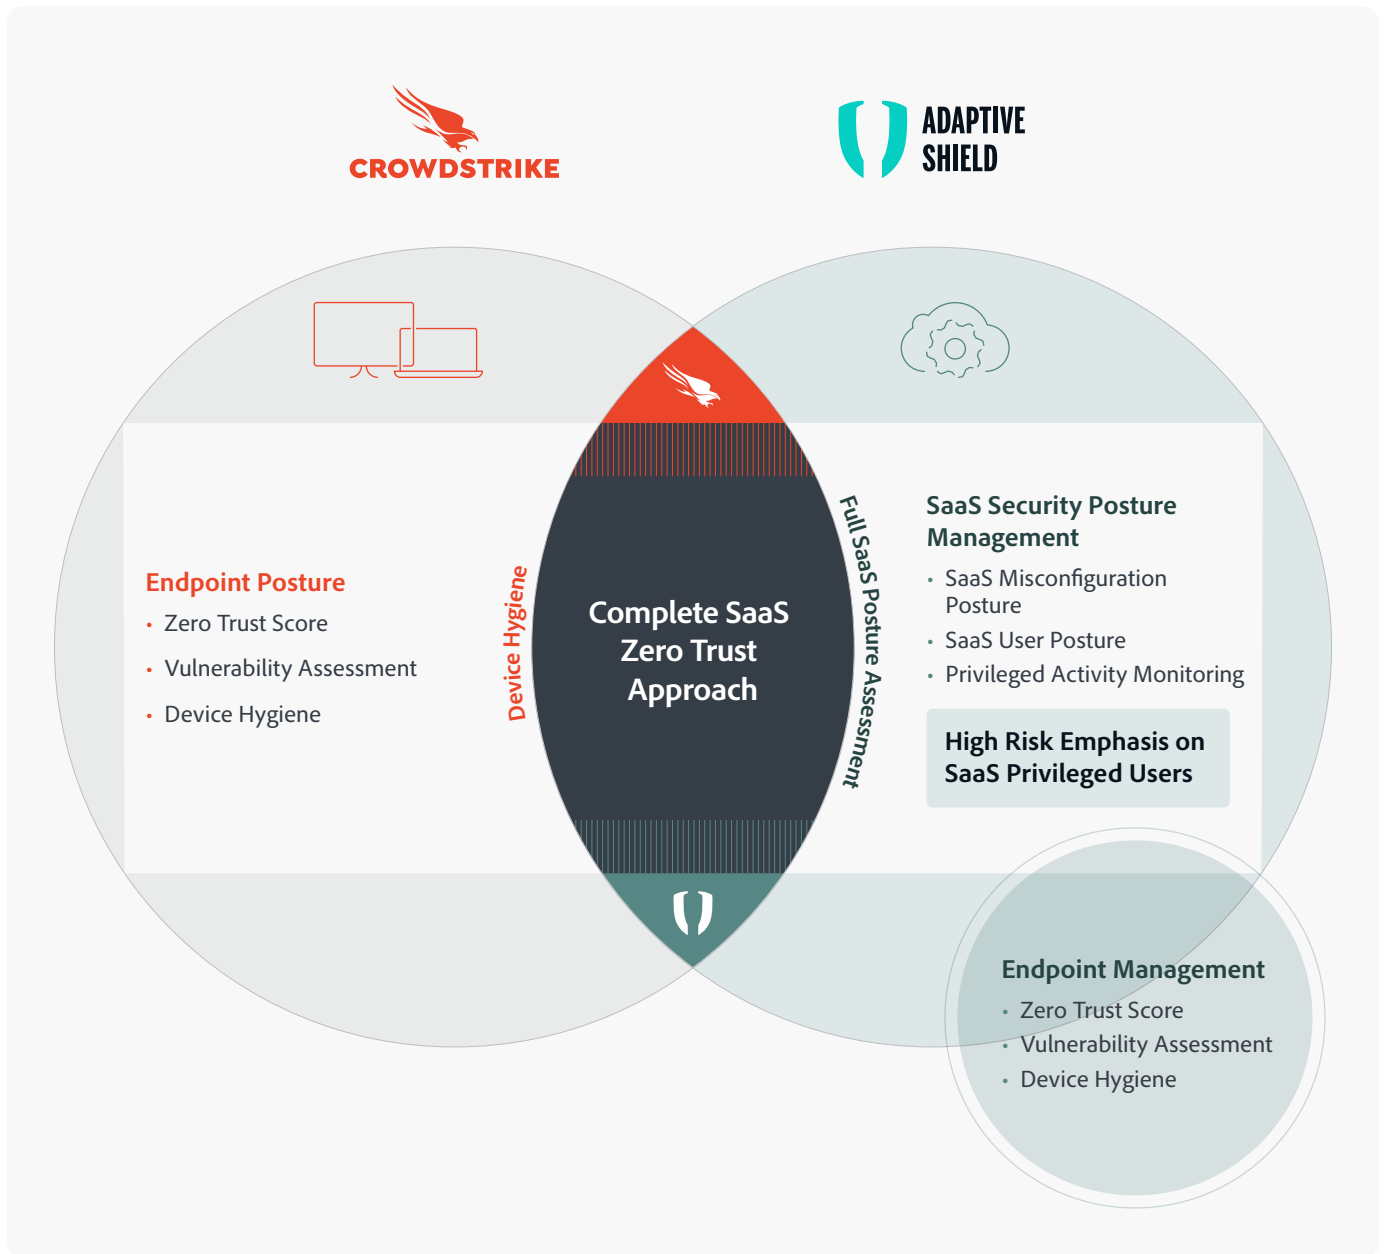 CROWDSTRIKE
ADAPTIVE
SHIELD
Endpoint Posture
• Zero Trust Score
• Vulnerability Assessment
• Device Hygiene
Device Hygiene
Complete SaaS
Zero Trust
Approach
Full SaaS Posture Assessment
SaaS Security Posture
Management
• SaaS Misconfiguration
Posture
• SaaS User Posture
• Privileged Activity Monitoring
High Risk Emphasis on
SaaS Privileged Users
Endpoint Management
• Zero Trust Score
• Vulnerability Assessment
• Device Hygiene